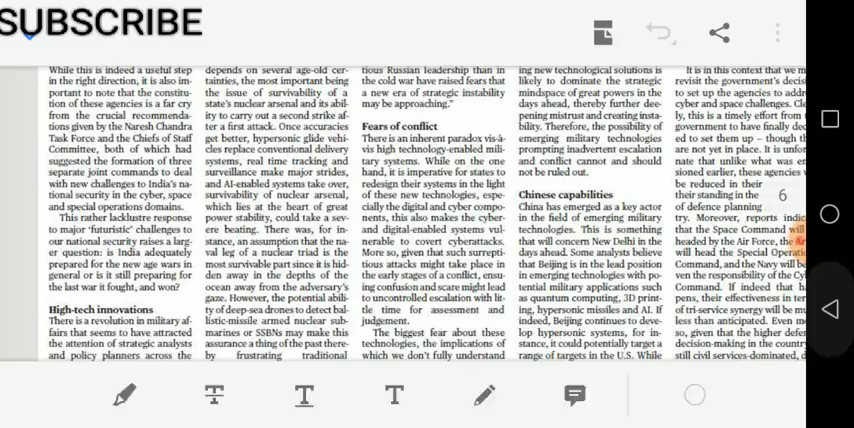 SUBSCRIBE
While this is indeed a useful step
in the right direction, it is also im-
portant to note that the constitu-
tion of these agencies is a far cry
from the crucial recommenda-
tions given by the Naresh Chandra
Task Force and the Chiefs of Staff
Committee, both of which had
suggested the formation of three
separate joint commands to deal
with new challenges to India's na-
tional security in the cyber, space
and special operations domains.
This rather lacklustre response
to major 'futuristic' challenges to
our national security raises a larg-
er question: is India adequately
prepared for the new age wars in
general or is it still preparing for
the last war it fought, and won?
High-tech innovations
There is a revolution in military af-
fairs that seems to have attracted
the attention of strategic analysts
and policy planners across the
depends on several age-old cer-
tainties, the most important being
the issue of survivability of a
state's nuclear arsenal and its abil-
ity to carry out a second strike af-
ter a first attack. Once accuracies
get better, hypersonic glide vehi-
cles replace conventional delivery
systems, real time tracking and
surveillance make major strides,
and AI-enabled systems take over,
survivability of nuclear arsenal,
which lies at the heart of great
power stability, could take a sev-
ere beating. There was, for in-
stance, an assumption that the na-
val leg of a nuclear triad is the
most survivable part since it is hid-
den away in the depths of the
ocean away from the adversary's
gaze. However, the potential abili-
ty of deep-sea drones to detect bal-
listic-missile armed nuclear sub-
marines or SSBNs may make this
assurance a thing of the past there-
by frustrating traditional
tious Russian leadership than in
the cold war have raised fears that
a new era of strategic instability
may be approaching."
Fears of conflict
There is an inherent paradox vis-à-
vis high technology-enabled mili-
tary systems. While on the one
hand, it is imperative for states to
redesign their systems in the light
of these new technologies, espe-
cially the digital and cyber compo-
nents, this also makes the cyber-
and digital-enabled systems vul-
nerable to covert cyberattacks.
More so, given that such surrepti-
tious attacks might take place in
the early stages of a conflict, ensu-
ing confusion and scare might lead
to uncontrolled escalation with lit-
tle time for assessment and
judgement.
The biggest fear about these
technologies, the implications of
which we don't fully understand
ing new technological solutions is
likely to dominate the strategic
mindspace of great powers in the
days ahead, thereby further dee-
pening mistrust and creating insta-
bility. Therefore, the possibility of
emerging military technologies
prompting inadvertent escalation
and conflict cannot and should
not be ruled out.
Chinese capabilities
China has emerged as a key actor
in the field of emerging military
technologies. This is something
that will concern New Delhi in the
days ahead. Some analysts believe
that Beijing is in the lead position
in emerging technologies with po-
tential military applications such
as quantum computing, 3D print-
ing, hypersonic missiles and AI. If
indeed, Beijing continues to deve-
lop hypersonic systems, for in-
stance, it could potentially target a
range of targets in the U.S. While
It is in this context that we m
revisit the government's decis
to set up the agencies to addr
cyber and space challenges. Cle
ly, this is a timely effort from t
government to have finally dec
ed to set them up – though th
are not yet in place. It is unfor
nate that unlike what was en
sioned earlier, these agencies w
be reduced in their
their standing in the
of defence planning
try. Moreover, reports indic
that the Space Command will
headed by the Air Force, the Ar
will head the Special Operatio
Command, and the Navy will be
ven the responsibility of the Cyb
Command. If indeed that ha
pens, their effectiveness in ter
of tri-service synergy will be mu
less than anticipated. Even mo
so, given that the higher defen
decision-making in the country
still civil services-dominated, d
6
T
T
T